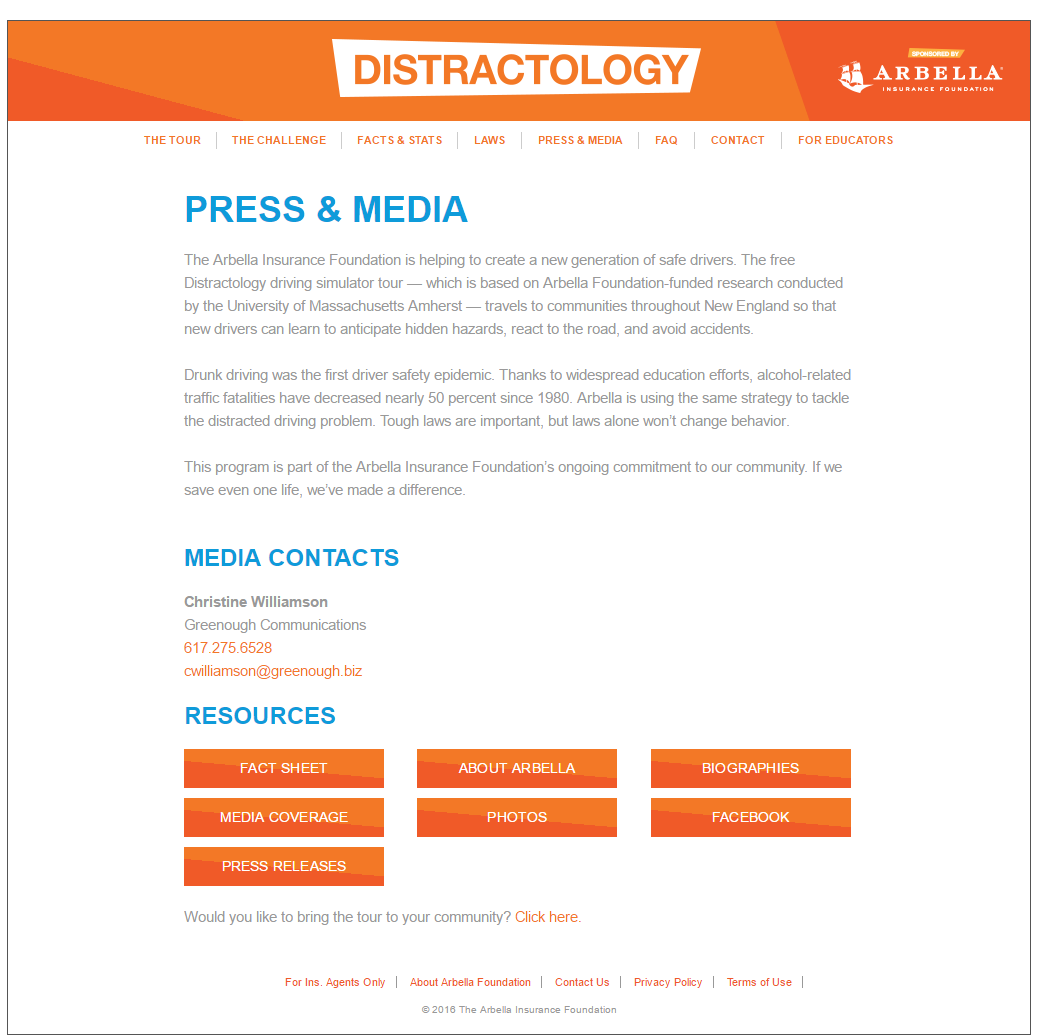 DISTRACTOLOGY
SPONSORED BY
ARBELLA
INSURANCE FOUNDATION
THE TOUR
THE CHALLENGE
FACTS & STATS
LAWS
PRESS & MEDIA
FAQ
CONTACT
FOR EDUCATORS
PRESS & MEDIA
The Arbella Insurance Foundation is helping to create a new generation of safe drivers. The free
Distractology driving simulator tour — which is based on Arbella Foundation-funded research conducted
by the University of Massachusetts Amherst — travels to communities throughout New England so that
new drivers can learn to anticipate hidden hazards, react to the road, and avoid accidents.
Drunk driving was the first driver safety epidemic. Thanks to widespread education efforts, alcohol-related
traffic fatalities have decreased nearly 50 percent since 1980. Arbella is using the same strategy to tackle
the distracted driving problem. Tough laws are important, but laws alone won’t change behavior.
This program is part of the Arbella Insurance Foundation’s ongoing commitment to our community. If we
save even one life, we’ve made a difference.
MEDIA CONTACTS
Christine Williamson
Greenough Communications
617.275.6528
cwilliamson@greenough.biz
RESOURCES
FACT SHEET
ABOUT ARBELLA
BIOGRAPHIES
MEDIA COVERAGE
PHOTOS
FACEBOOK
PRESS RELEASES
Would you like to bring the tour to your community? Click here.
For Ins. Agents Only
About Arbella Foundation
Contact Us
Privacy Policy
Terms of Use
© 2016 The Arbella Insurance Foundation